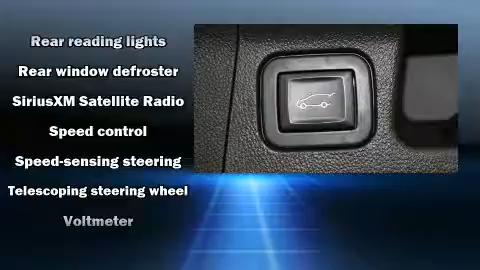 Rear reading lights
Rear window defroster
SiriusXM Satellite Radio
Speed control
Speed-sensing steering
Telescoping steering wheel
Voltmeter